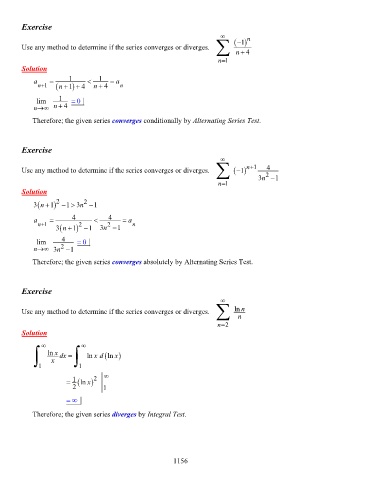 Exercise
Use any method to determine if the series converges or diverges. \sum_{n=1}^{\infty} \frac{(-1)^n}{n+4}
Solution
a_{n+1} = \frac{1}{(n+1)+4} < \frac{1}{n+4} = a_n
\lim_{n→∞} \frac{1}{n+4} = 0
Therefore; the given series converges conditionally by Alternating Series Test.
Exercise
Use any method to determine if the series converges or diverges. \sum_{n=1}^{\infty} (-1)^{n+1} \frac{4}{3n^2-1}
Solution
3(n+1)^2 -1 > 3n^2 -1
a_{n+1} = \frac{4}{3(n+1)^2 -1} < \frac{4}{3n^2 -1} = a_n
\lim_{n→∞} \frac{4}{3n^2-1} = 0
Therefore; the given series converges absolutely by Alternating Series Test.
Exercise
Use any method to determine if the series converges or diverges. \sum_{n=2}^{\infty} \frac{\ln n}{n}
Solution
\int_1^{\infty} \frac{\ln x}{x} dx = \int_1^{\infty} \ln x \, d(\ln x)
= \frac{1}{2}(\ln x)^2 |_1^{\infty}
= ∞
Therefore; the given series diverges by Integral Test.
1156